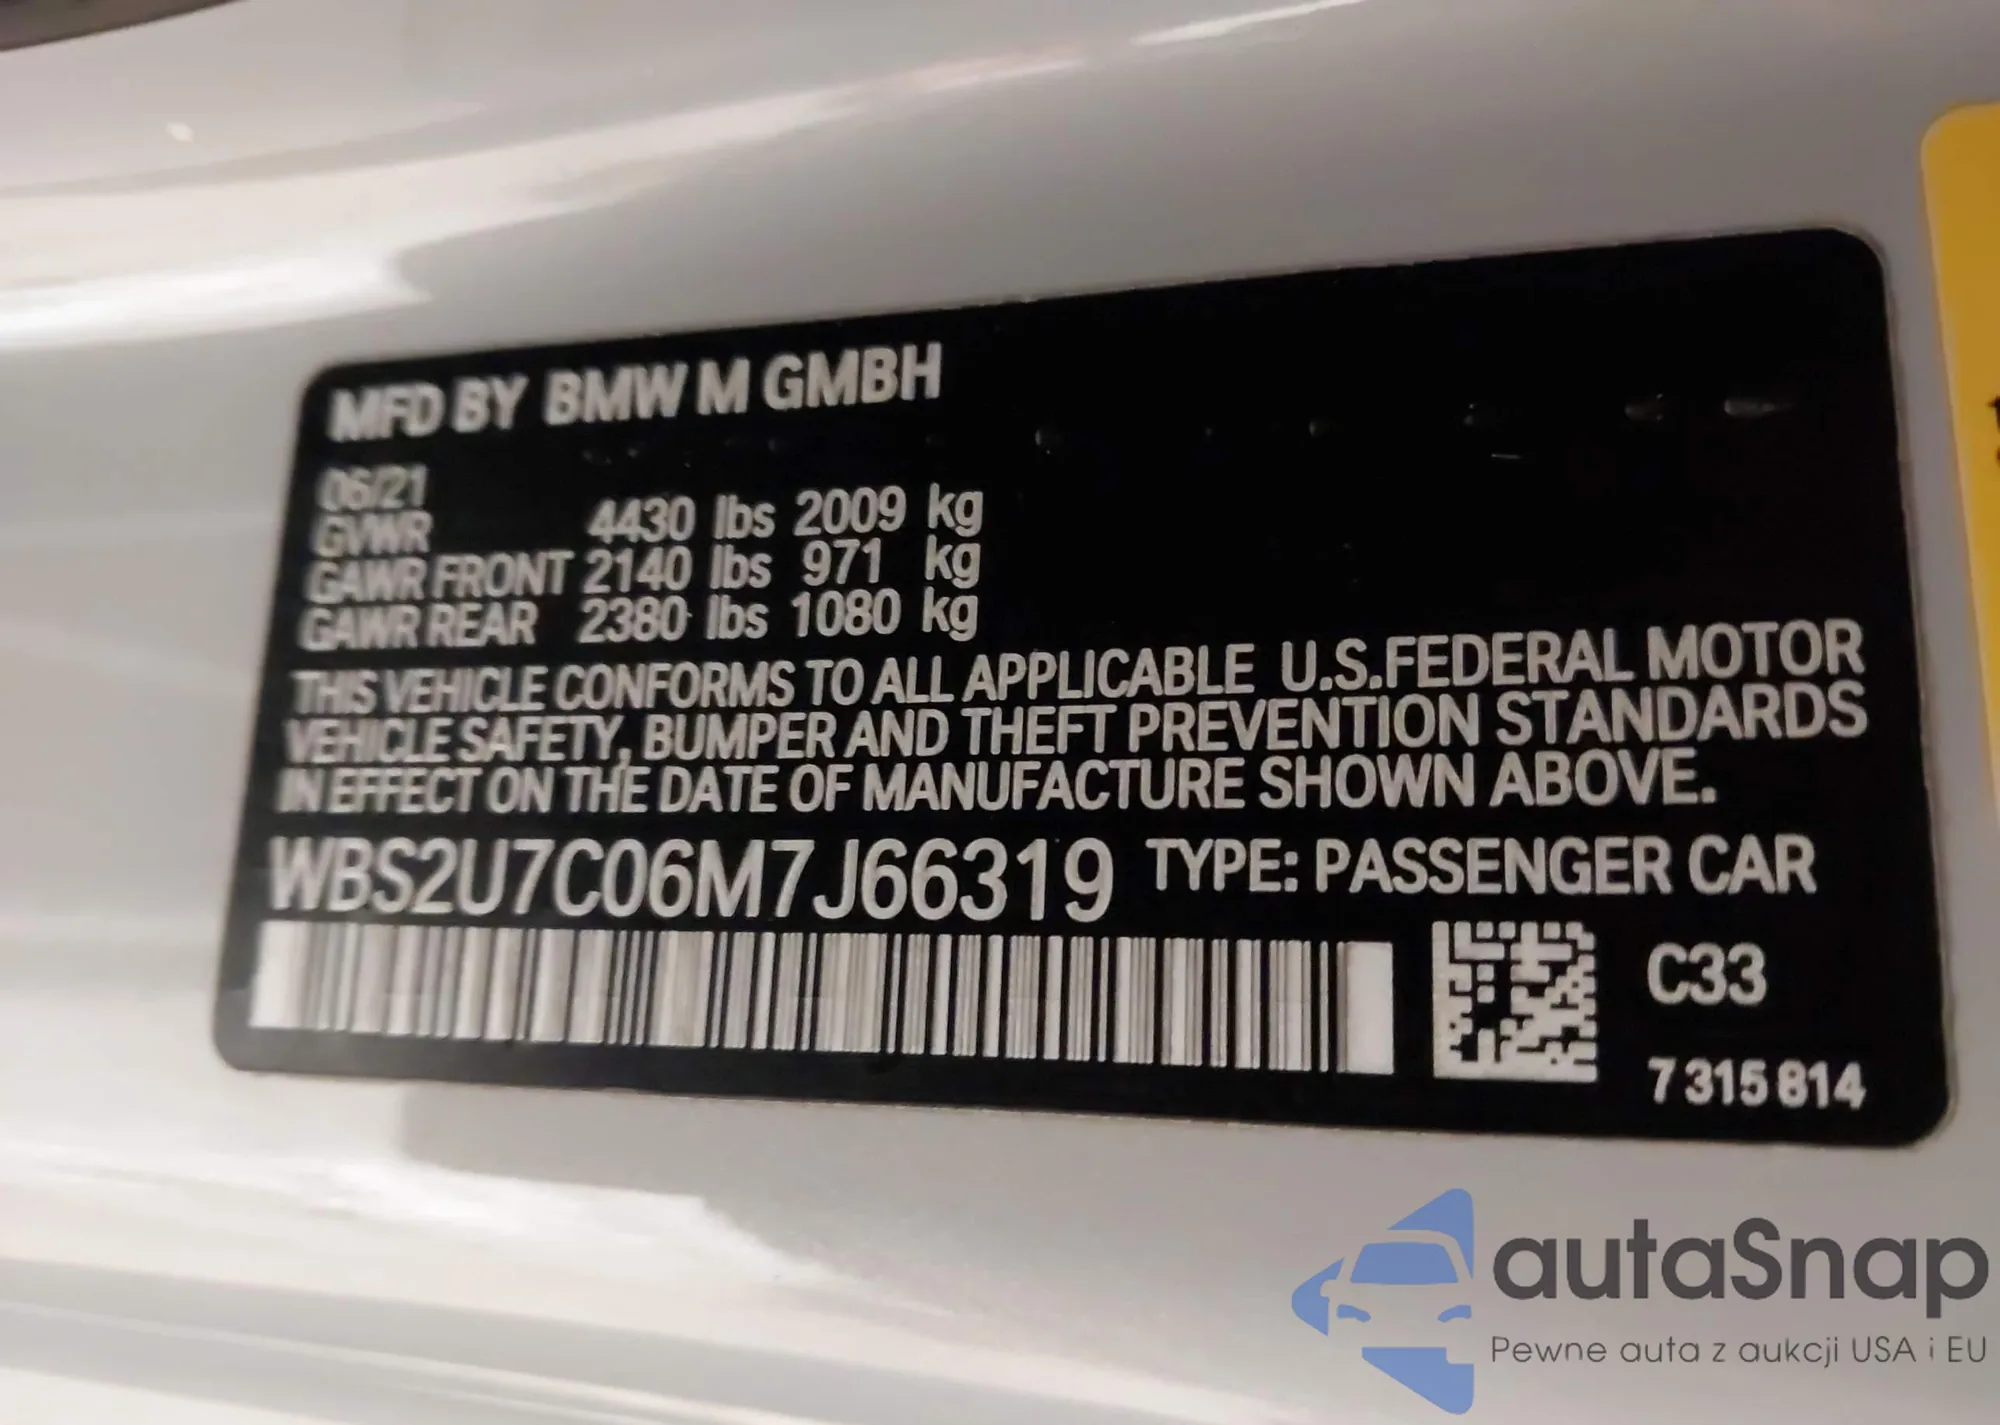 MFD BY BMW M GMBH
06/21
GVWR 4430 lbs 2009 kg
GAWR FRONT 2140 lbs 971 kg
GAWR REAR 2380 lbs 1080 kg
THIS VEHICLE CONFORMS TO ALL APPLICABLE U.S.FEDERAL MOTOR
VEHICLE SAFETY, BUMPER AND THEFT PREVENTION STANDARDS
IN EFFECT ON THE DATE OF MANUFACTURE SHOWN ABOVE.
WBS2U7C06M7J66319 TYPE: PASSENGER CAR
C33
7 315 814
autaSnap
Pewne auta z aukcji USA i EU